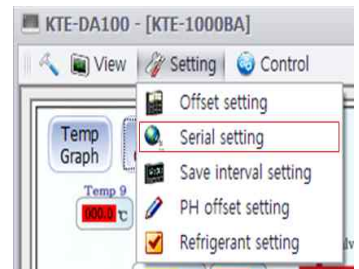 KTE-DA100 - [KTE-1000BA]
View Setting Control
Offset setting
Serial setting
Save interval setting
PH offset setting
Refrigerant setting
Temp
Graph
Temp 9
000.0 ℃